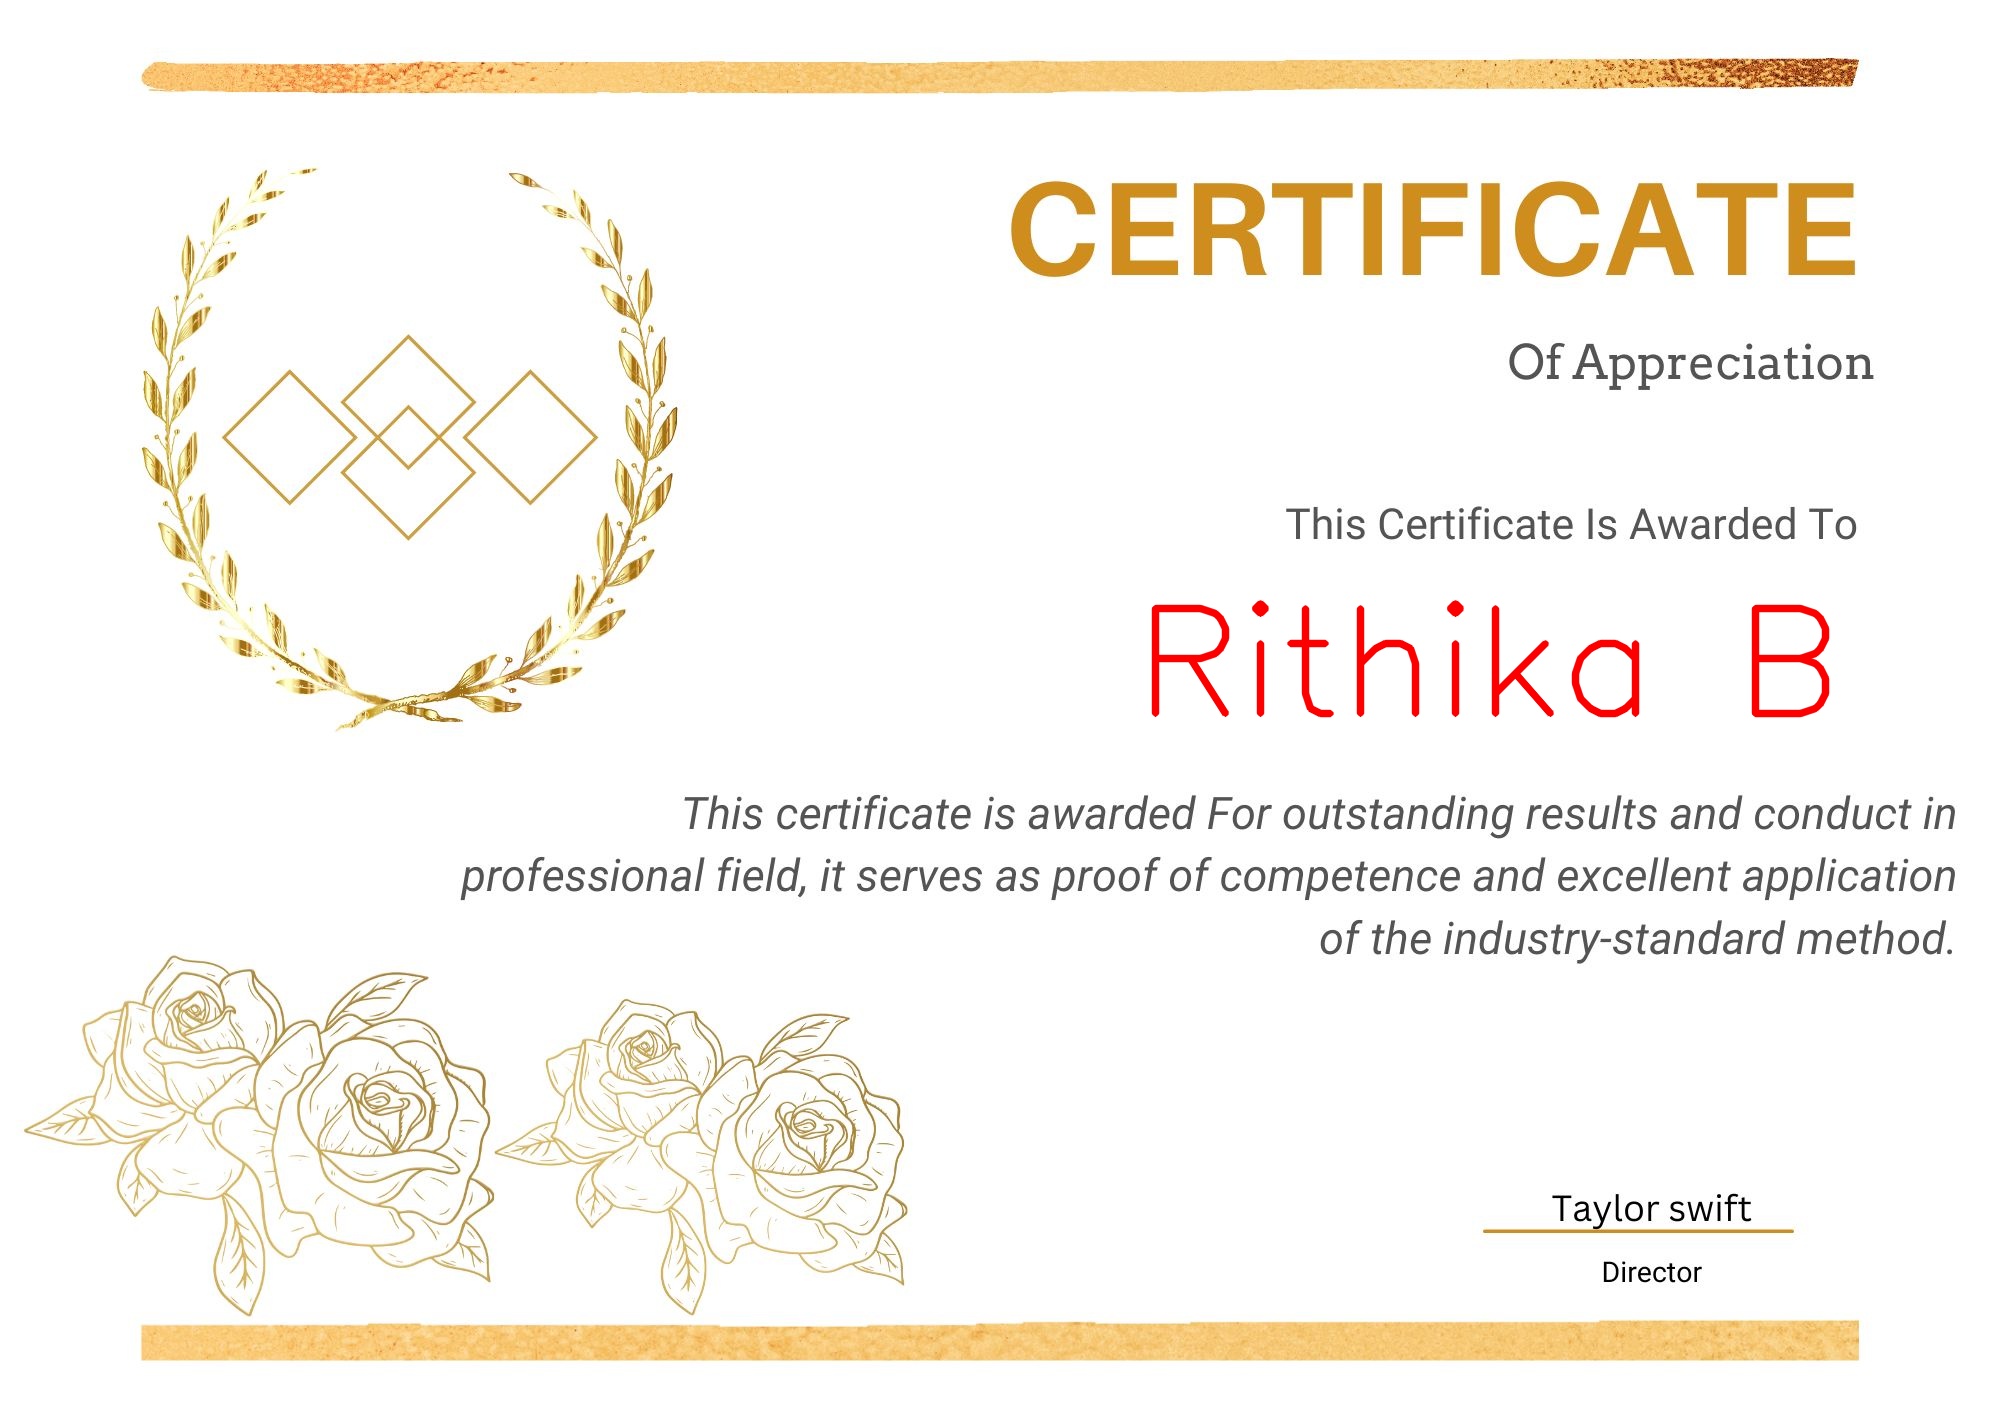 CERTIFICATE
Of Appreciation
This Certificate Is Awarded To
Rithika B
This certificate is awarded For outstanding results and conduct in
professional field, it serves as proof of competence and excellent application
of the industry-standard method.
Taylor swift
Director